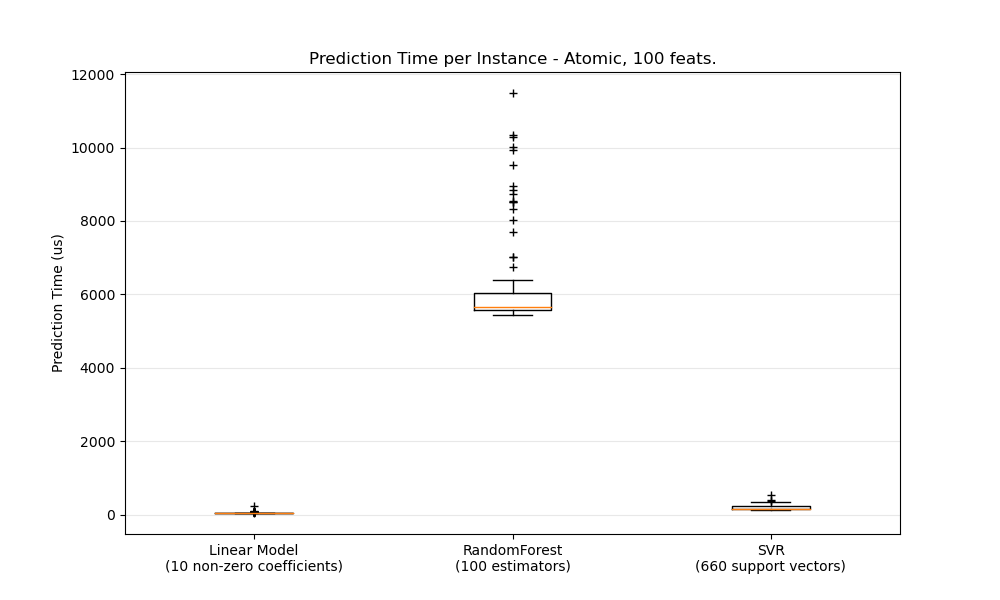 Prediction Time per Instance - Atomic, 100 feats.
12000
10000
8000
6000
4000
2000
0
Prediction Time (us)
Linear Model
(10 non-zero coefficients)
RandomForest
(100 estimators)
SVR
(660 support vectors)